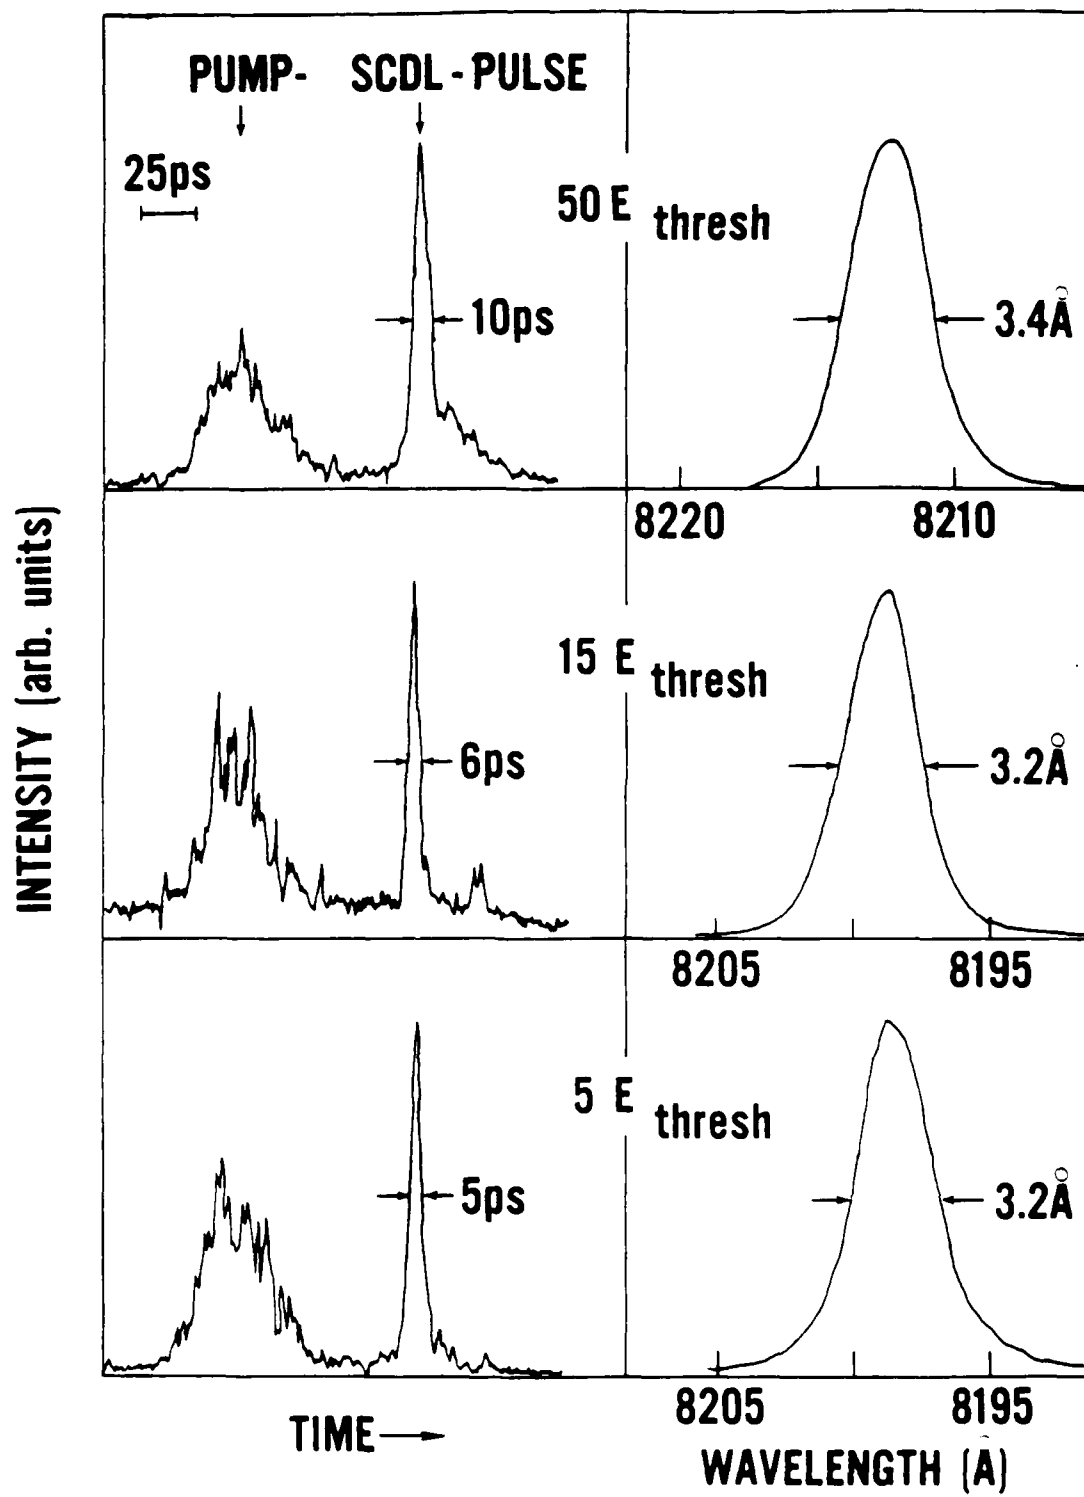 PUMP- SCDL - PULSE
25ps
50 E thresh
10ps
3.4Å
8220 8210
15 E thresh
6ps
3.2Å
8205 8195
5 E thresh
5ps
3.2Å
8205 8195
TIME
WAVELENGTH (Å)
INTENSITY (arb. units)